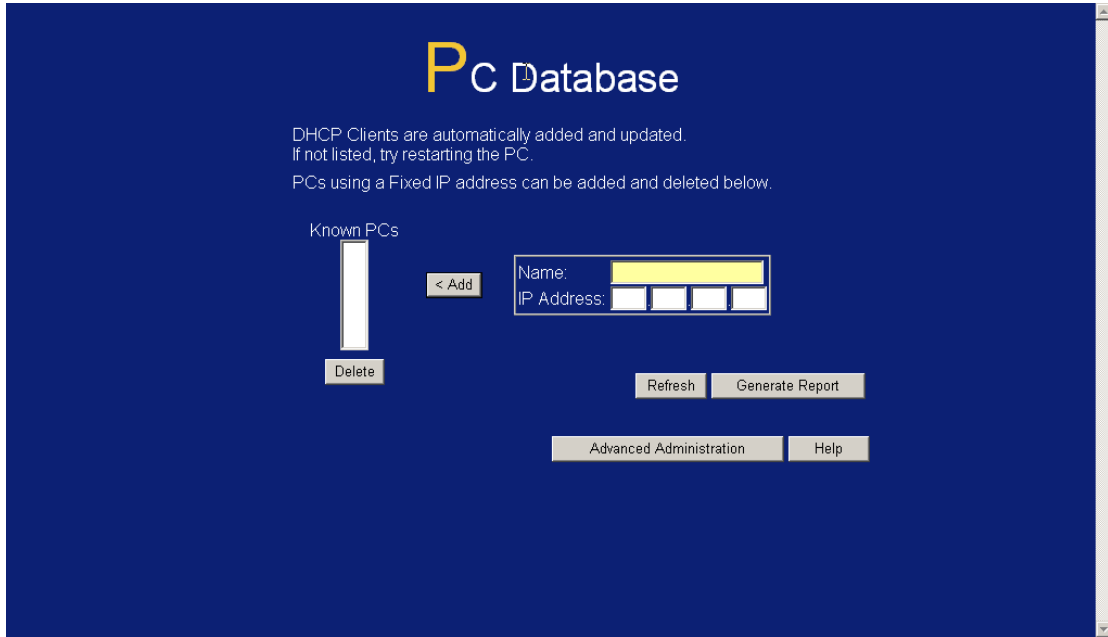 PC Database
DHCP Clients are automatically added and updated.
If not listed, try restarting the PC.
PCs using a Fixed IP address can be added and deleted below.
Known PCs
< Add
Name:
IP Address:
Delete
Refresh
Generate Report
Advanced Administration
Help